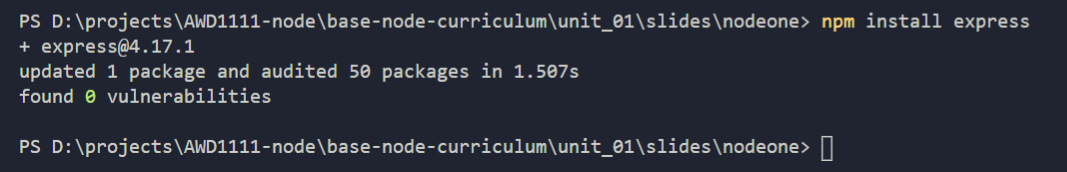 PS D:\projects\AWD1111-node\base-node-curriculum\unit_01\slides\nodeone> npm install express
+ express@4.17.1
updated 1 package and audited 50 packages in 1.507s
found 0 vulnerabilities
PS D:\projects\AWD1111-node\base-node-curriculum\unit_01\slides\nodeone>